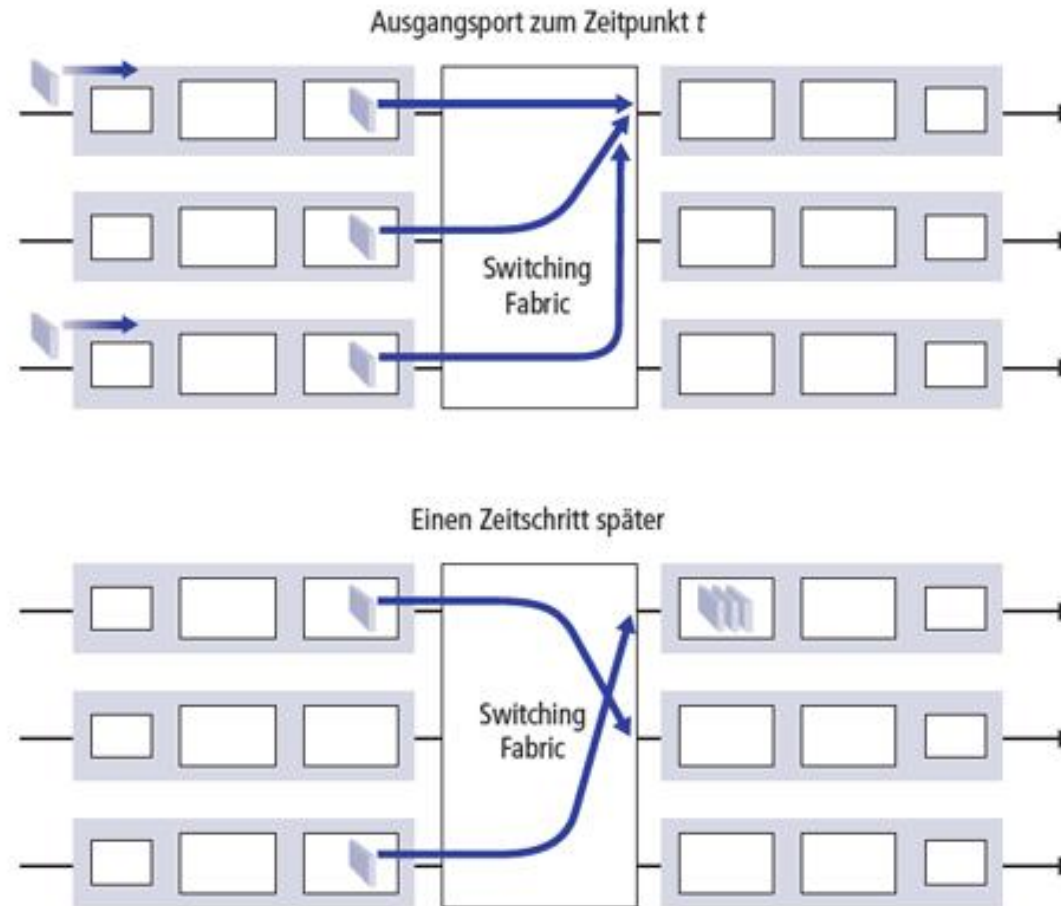 Ausgangsport zum Zeitpunkt t
Switching
Fabric
Einen Zeitschritt später
Switching
Fabric